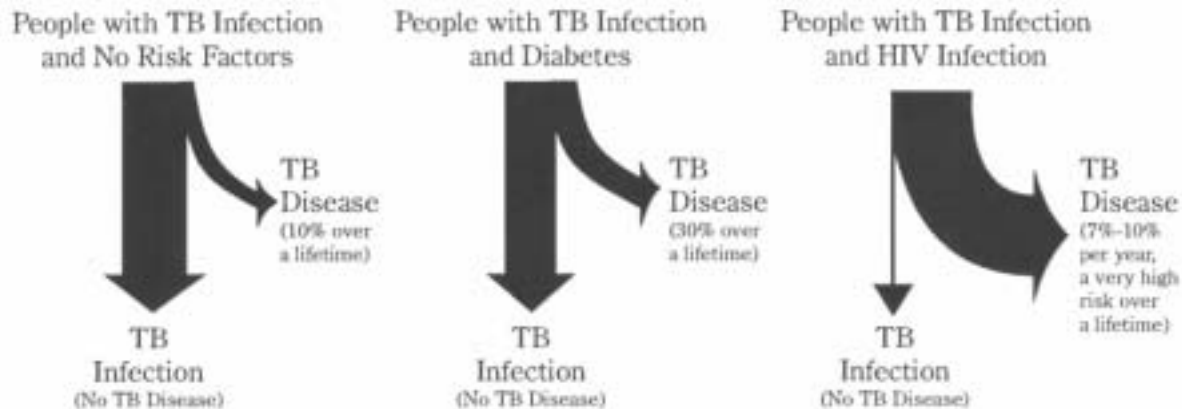 People with TB Infection
and No Risk Factors
TB
Disease
(10% over
a lifetime)
TB
Infection
(No TB Disease)
People with TB Infection
and Diabetes
TB
Disease
(30% over
a lifetime)
TB
Infection
(No TB Disease)
People with TB Infection
and HIV Infection
TB
Disease
(7%–10%
per year,
a very high
risk over
a lifetime)
TB
Infection
(No TB Disease)